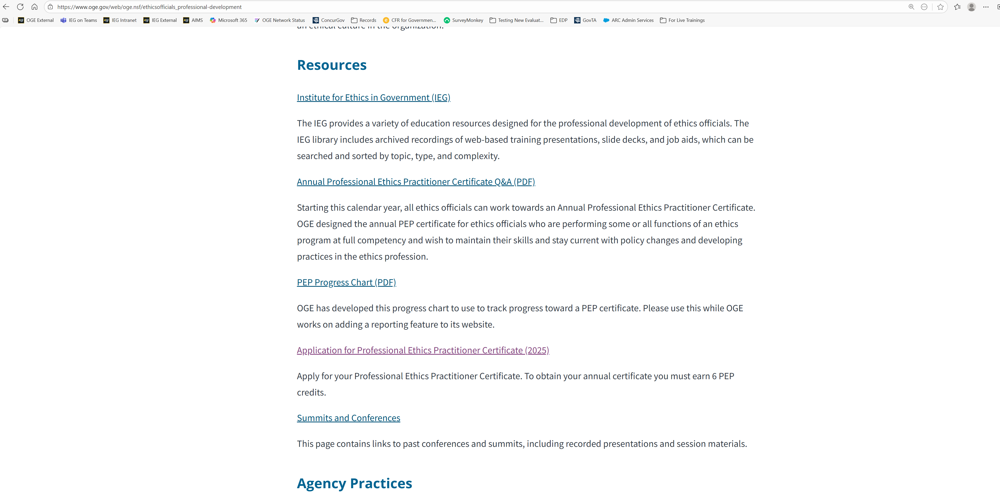 https://www.oge.gov/web/oge.nsf/ethicsofficials_professional-development
OGE External IEG on Teams IEG Intranet IEG External AIMS Microsoft 365 OGE Network Status ConcurGov Records CFR for Governmen... SurveyMonkey Testing New Evaluat... EDP GovTA ARC Admin Services For Live Trainings
an ethical culture in the organization.
Resources
Institute for Ethics in Government (IEG)
The IEG provides a variety of education resources designed for the professional development of ethics officials. The
IEG library includes archived recordings of web-based training presentations, slide decks, and job aids, which can be
searched and sorted by topic, type, and complexity.
Annual Professional Ethics Practitioner Certificate Q&A (PDF)
Starting this calendar year, all ethics officials can work towards an Annual Professional Ethics Practitioner Certificate.
OGE designed the annual PEP certificate for ethics officials who are performing some or all functions of an ethics
program at full competency and wish to maintain their skills and stay current with policy changes and developing
practices in the ethics profession.
PEP Progress Chart (PDF)
OGE has developed this progress chart to use to track progress toward a PEP certificate. Please use this while OGE
works on adding a reporting feature to its website.
Application for Professional Ethics Practitioner Certificate (2025)
Apply for your Professional Ethics Practitioner Certificate. To obtain your annual certificate you must earn 6 PEP
credits.
Summits and Conferences
This page contains links to past conferences and summits, including recorded presentations and session materials.
Agency Practices